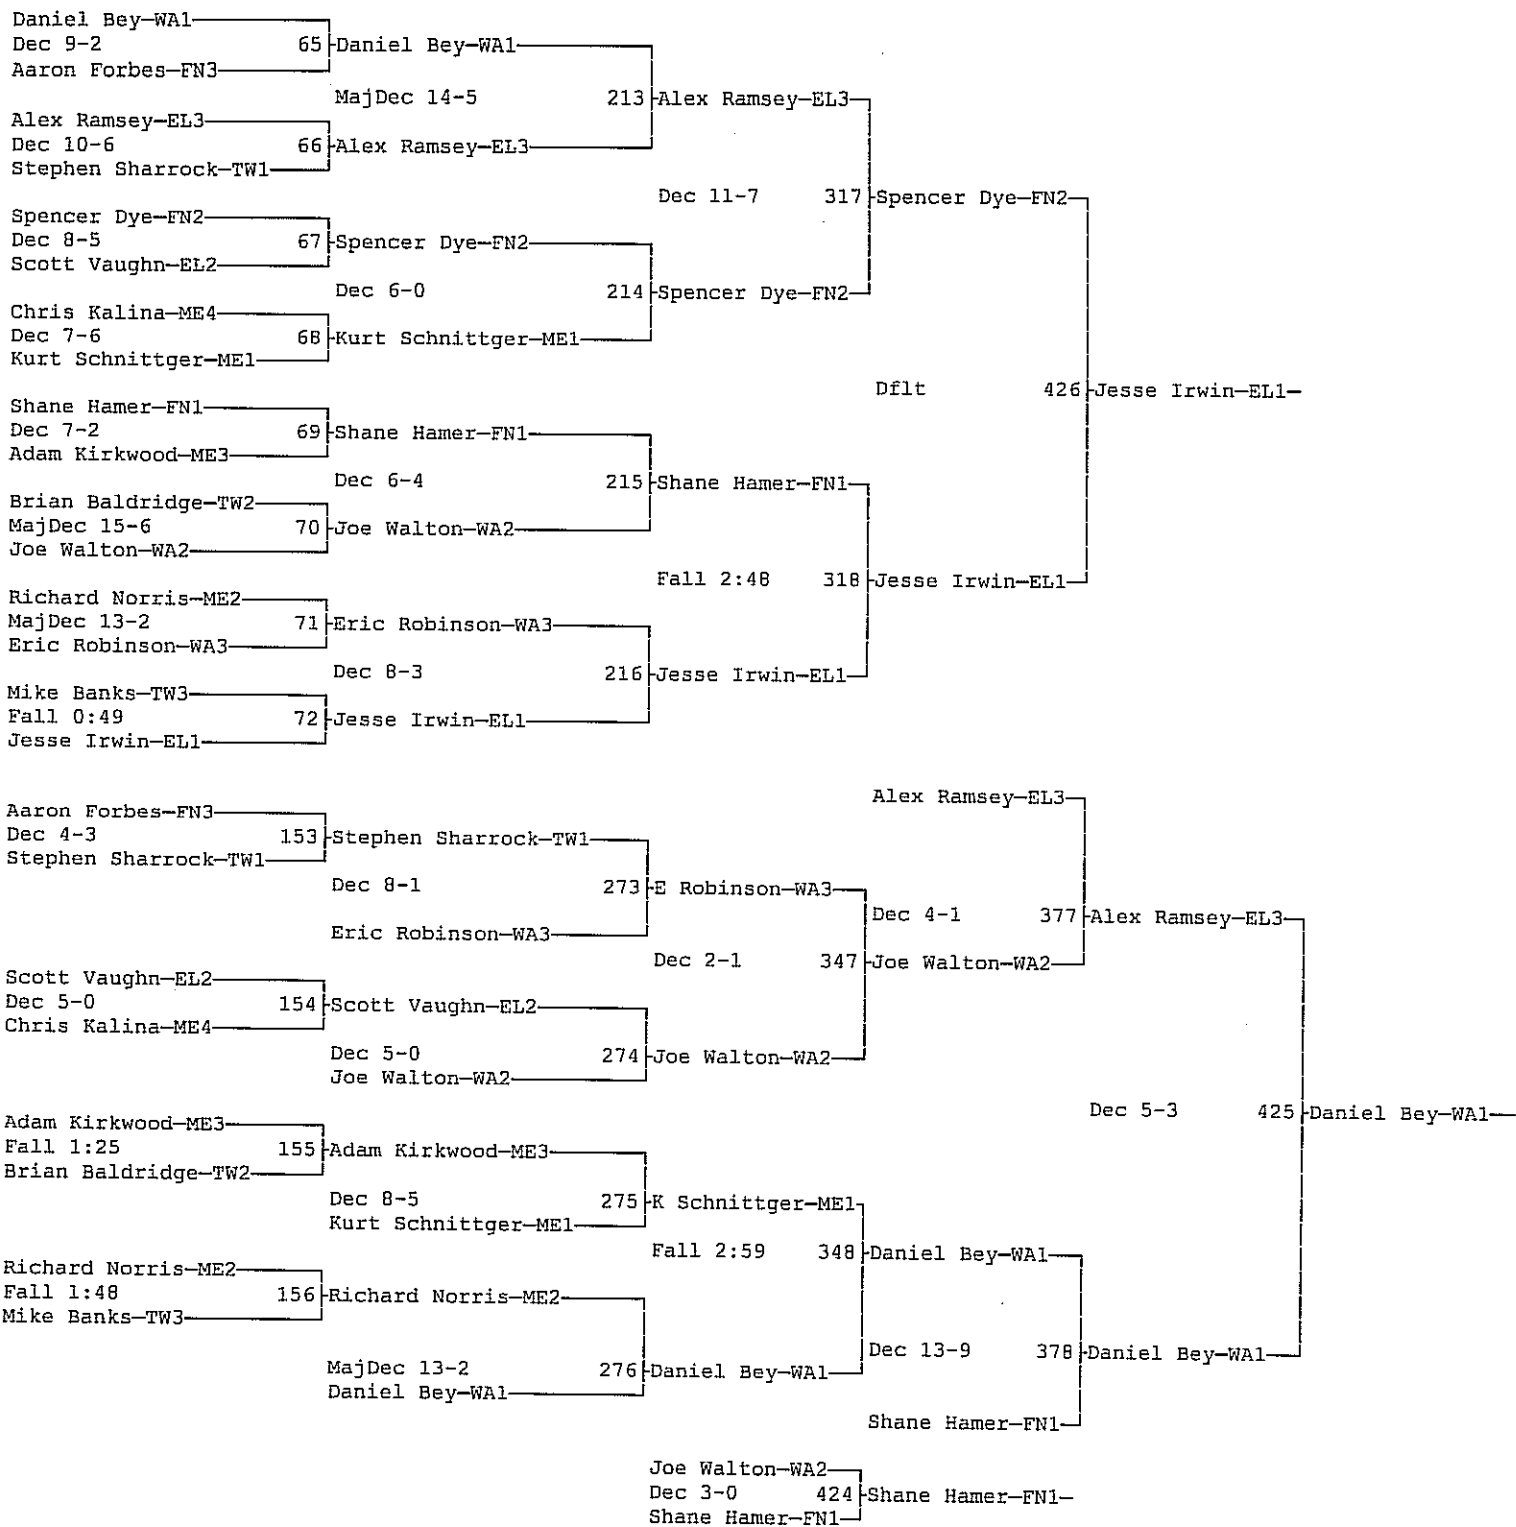 Daniel Bey—WA1
Dec 9-2 65 Daniel Bey—WA1
Aaron Forbes—FN3
MajDec 14-5 213 Alex Ramsey—EL3
Alex Ramsey—EL3
Dec 10-6 66 Alex Ramsey—EL3
Stephen Sharrock—TW1
Dec 11-7 317 Spencer Dye—FN2
Spencer Dye—FN2
Dec 8-5 67 Spencer Dye—FN2
Scott Vaughn—EL2
Dec 6-0 214 Spencer Dye—FN2
Chris Kalina—ME4
Dec 7-6 68 Kurt Schnittger—ME1
Kurt Schnittger—ME1
Dflt 426 Jesse Irwin—EL1—
Shane Hamer—FN1
Dec 7-2 69 Shane Hamer—FN1
Adam Kirkwood—ME3
Dec 6-4 215 Shane Hamer—FN1
Brian Baldridge—TW2
MajDec 15-6 70 Joe Walton—WA2
Joe Walton—WA2
Fall 2:48 318 Jesse Irwin—EL1
Richard Norris—ME2
MajDec 13-2 71 Eric Robinson—WA3
Eric Robinson—WA3
Dec 8-3 216 Jesse Irwin—EL1
Mike Banks—TW3
Fall 0:49 72 Jesse Irwin—EL1
Jesse Irwin—EL1
Alex Ramsey—EL3
Aaron Forbes—FN3
Dec 4-3 153 Stephen Sharrock—TW1
Stephen Sharrock—TW1
Dec 8-1 273 E Robinson—WA3
Dec 4-1 377 Alex Ramsey—EL3
Eric Robinson—WA3
Dec 2-1 347 Joe Walton—WA2
Scott Vaughn—EL2
Dec 5-0 154 Scott Vaughn—EL2
Chris Kalina—ME4
Dec 5-0 274 Joe Walton—WA2
Joe Walton—WA2
Dec 5-3 425 Daniel Bey—WA1—
Adam Kirkwood—ME3
Fall 1:25 155 Adam Kirkwood—ME3
Brian Baldridge—TW2
Dec 8-5 275 K Schnittger—ME1
Kurt Schnittger—ME1
Fall 2:59 348 Daniel Bey—WA1
Richard Norris—ME2
Fall 1:48 156 Richard Norris—ME2
Mike Banks—TW3
Dec 13-9 378 Daniel Bey—WA1
MajDec 13-2 276 Daniel Bey—WA1
Daniel Bey—WA1
Shane Hamer—FN1
Joe Walton—WA2
Dec 3-0 424 Shane Hamer—FN1—
Shane Hamer—FN1